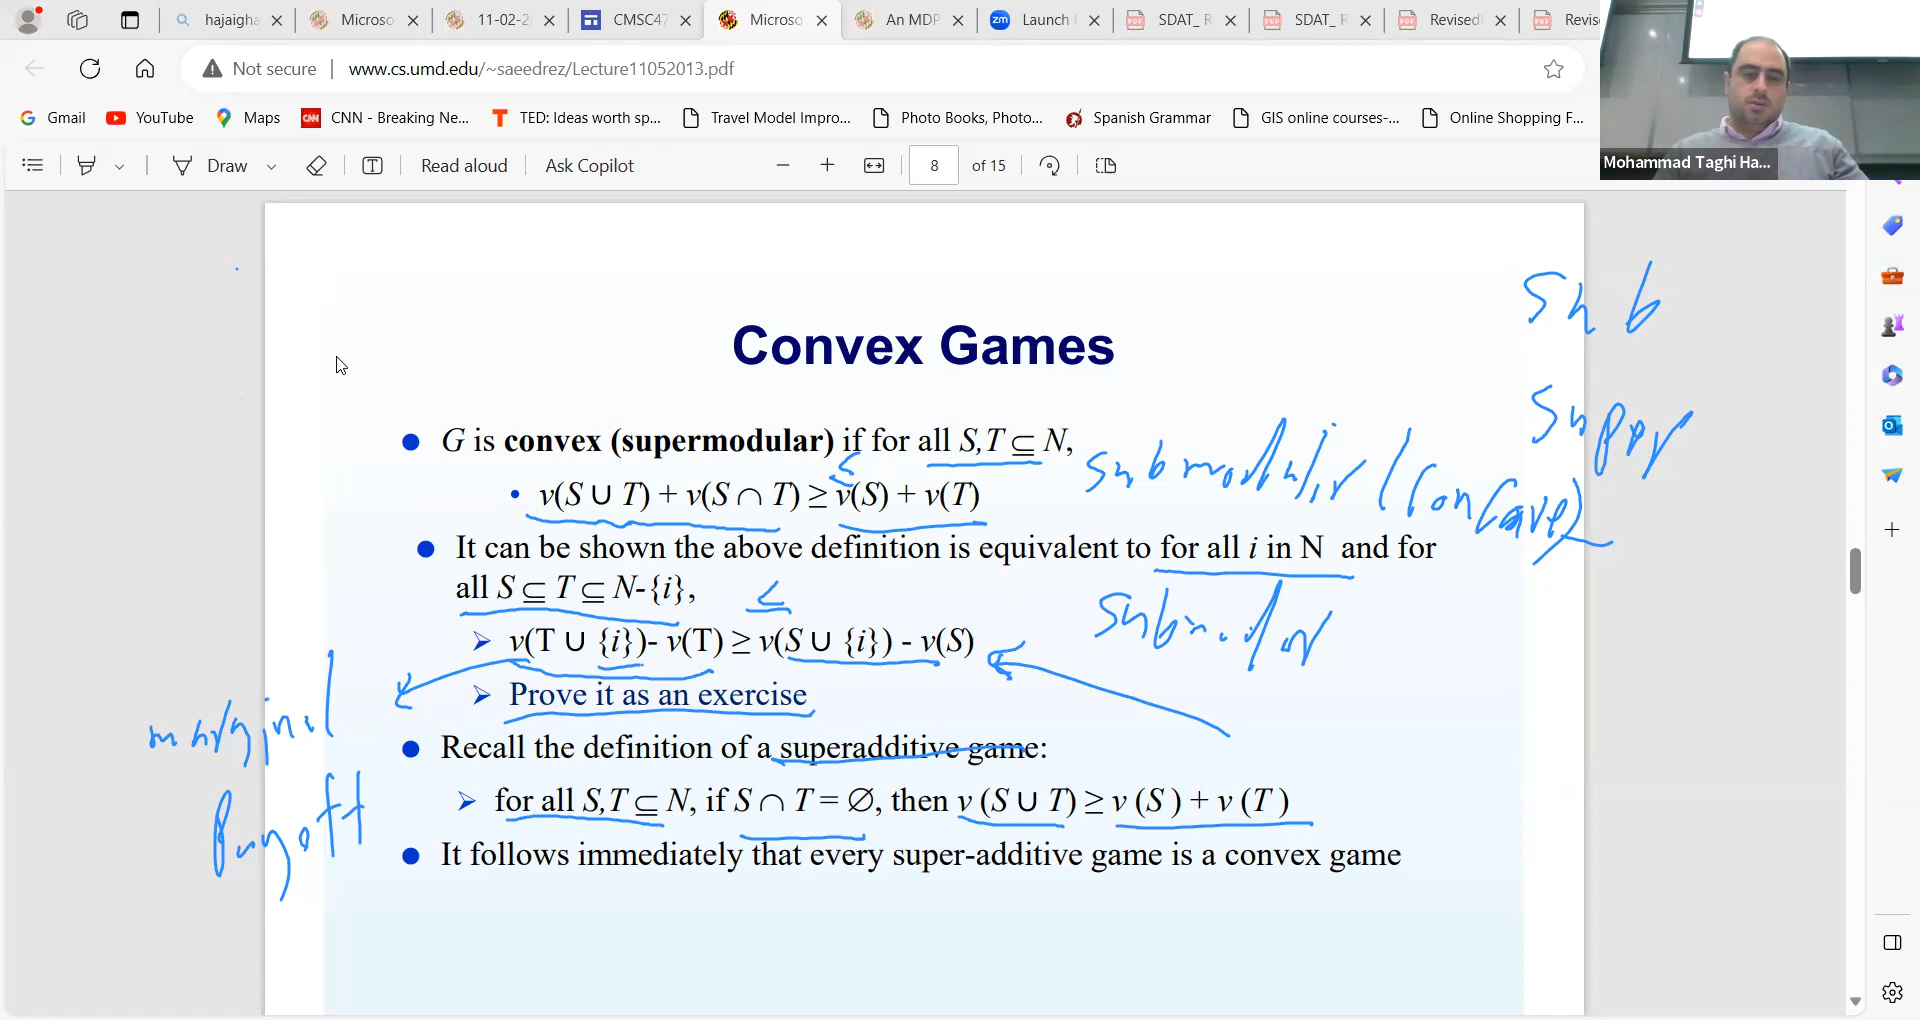 hajaigha
Microso
11-02-2
CMSC47
Microso
An MDP
zm Launch
SDAT_ R
SDAT_ R
Revised
Revise
Not secure | www.cs.umd.edu/~saeedrez/Lecture11052013.pdf
Gmail YouTube Maps CNN - Breaking Ne... TED: Ideas worth sp... Travel Model Impro... Photo Books, Photo... Spanish Grammar GIS online courses-... Online Shopping F...
Draw Read aloud Ask Copilot 8 of 15
Mohammad Taghi Ha...
Convex Games
sub
super
G is convex (supermodular) if for all S,T ⊆ N,
submodular (concave)
v(S ∪ T) + v(S ∩ T) ≥ v(S) + v(T)
≤
It can be shown the above definition is equivalent to for all i in N and for
all S ⊆ T ⊆ N-{i},
≤
v(T ∪ {i})- v(T) ≥ v(S ∪ {i}) - v(S)
Prove it as an exercise
marginal
payoff
Recall the definition of a superadditive game:
for all S,T ⊆ N, if S ∩ T = ∅, then v (S ∪ T) ≥ v (S ) + v (T )
It follows immediately that every super-additive game is a convex game